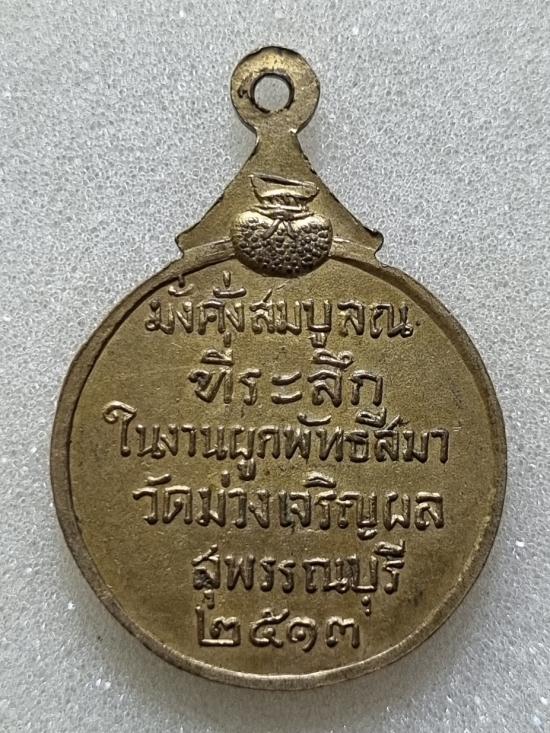 มั่งคั่งสมบูลณ
ที่ระลึก
ในงานผูกพัทธสีมา
วัดม่วงเจริญผล
สุพรรณบุรี
๒๕๑๓